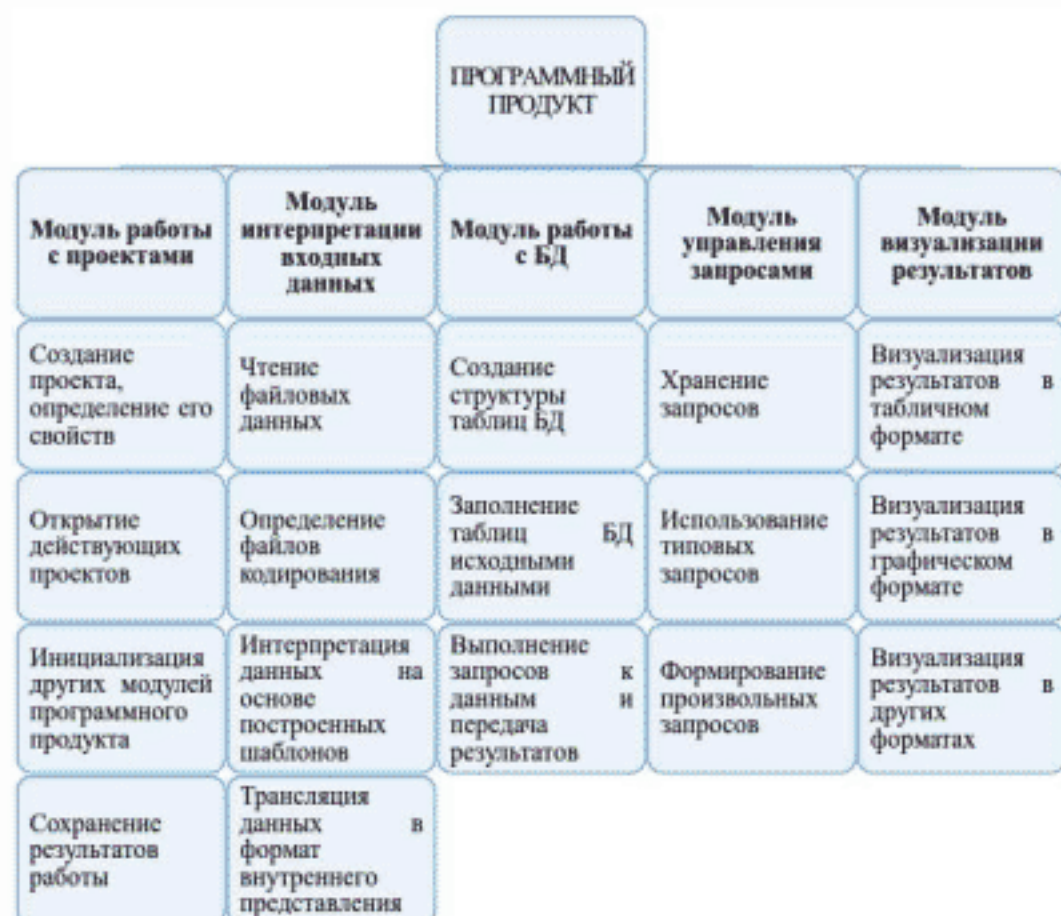 ПРОГРАММНЫЙ
ПРОДУКТ
Модуль работы
с проектами
Модуль
интерпретации
входных
данных
Модуль работы
с БД
Модуль
управления
запросами
Модуль
визуализации
результатов
Создание
проекта,
определение его
свойств
Чтение
файловых
данных
Создание
структуры
таблиц БД
Хранение
запросов
Визуализация
результатов в
табличном
формате
Открытие
действующих
проектов
Определение
файлов
кодирования
Заполнение
таблиц БД
исходными
данными
Использование
типовых
запросов
Визуализация
результатов в
графическом
формате
Инициализация
других модулей
программного
продукта
Интерпретация
данных на
основе
построенных
шаблонов
Выполнение
запросов к
данным и
передача
результатов
Формирование
произвольных
запросов
Визуализация
результатов в
других
форматах
Сохранение
результатов
работы
Трансляция
данных в
формат
внутреннего
представления